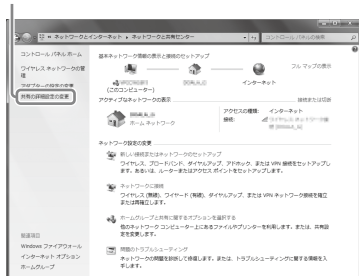 ≪ ネットワークとインターネット ▸ ネットワークと共有センター
コントロール パネルの検索
コントロール パネル ホーム
ワイヤレス ネットワークの管理
アダプターの設定の変更
共有の詳細設定の変更
基本ネットワーク情報の表示と接続のセットアップ
フル マップの表示
(このコンピューター)
インターネット
アクティブなネットワークの表示
接続または切断
ホーム ネットワーク
アクセスの種類: インターネット
接続:
ネットワーク設定の変更
新しい接続またはネットワークのセットアップ
ワイヤレス、ブロードバンド、ダイヤルアップ、アドホック、または VPN 接続をセットアップします。あるいは、ルーターまたはアクセス ポイントをセットアップします。
ネットワークに接続
ワイヤレス (無線)、ワイヤード (有線)、ダイヤルアップ、または VPN ネットワーク接続を確立または再確立します。
ホームグループと共有に関するオプションを選択する
他のネットワーク コンピューター上にあるファイルやプリンターを利用します。または、共有設定を変更します。
問題のトラブルシューティング
ネットワークの問題を診断して修復します。または、トラブルシューティングに関する情報を入手します。
関連項目
Windows ファイアウォール
インターネット オプション
ホームグループ